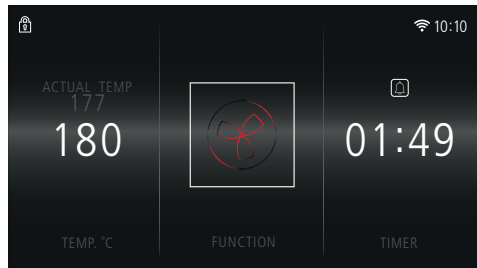 10:10
ACTUAL TEMP
177
180
01:49
TEMP. °C
FUNCTION
TIMER